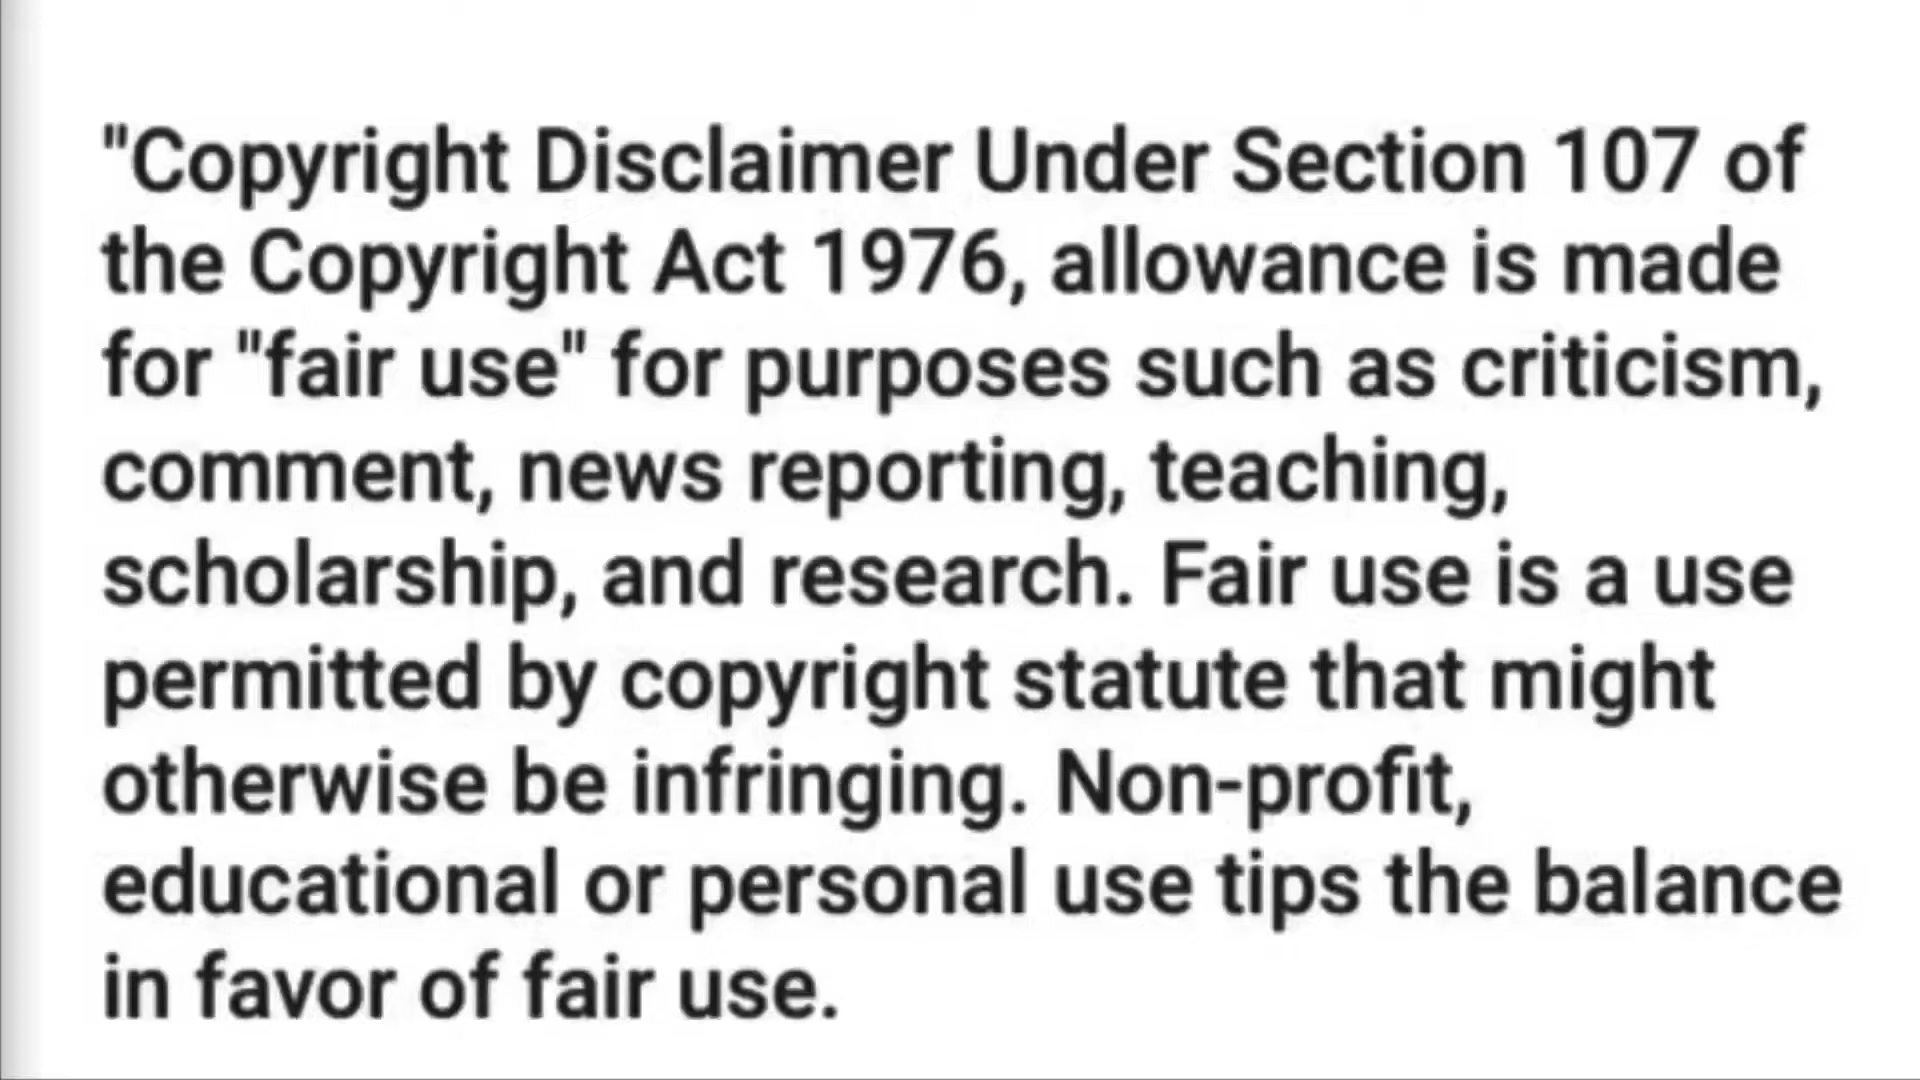 "Copyright Disclaimer Under Section 107 of
the Copyright Act 1976, allowance is made
for "fair use" for purposes such as criticism,
comment, news reporting, teaching,
scholarship, and research. Fair use is a use
permitted by copyright statute that might
otherwise be infringing. Non-profit,
educational or personal use tips the balance
in favor of fair use.